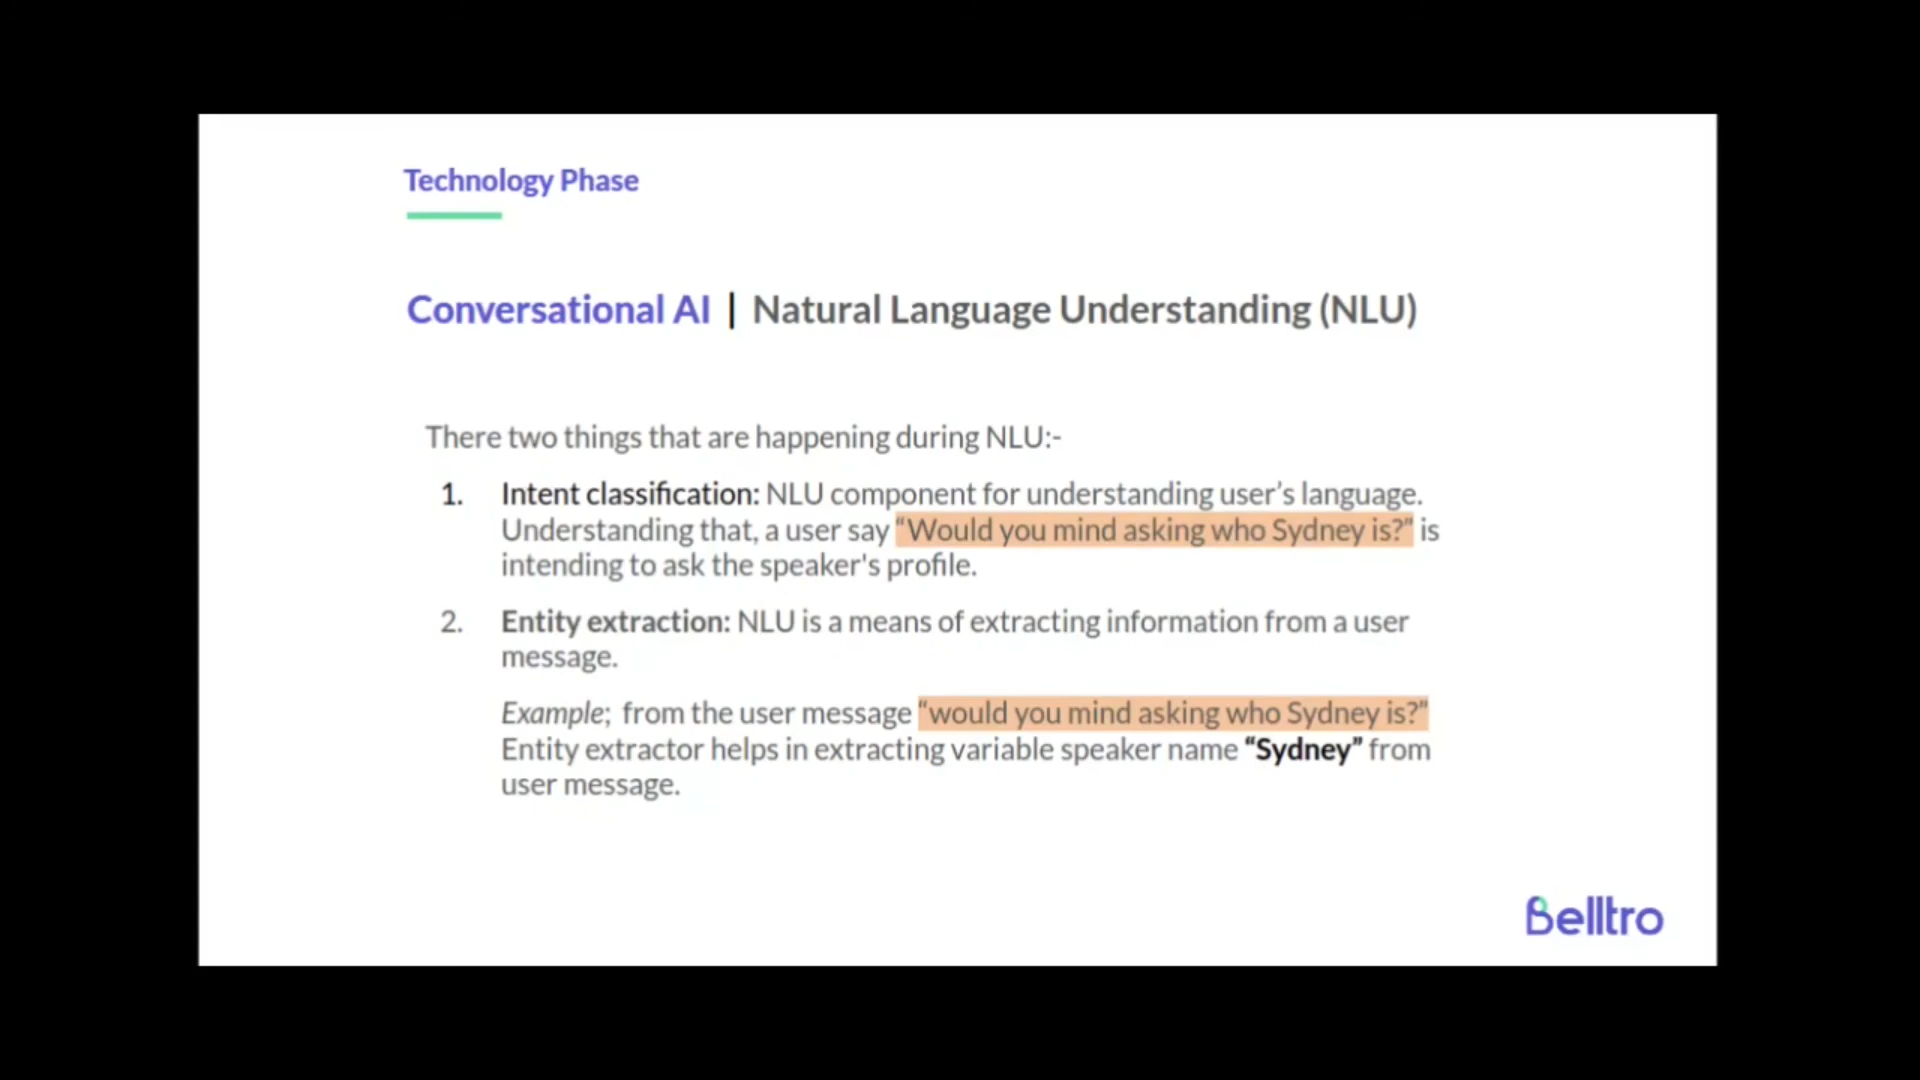 Technology Phase
Conversational AI | Natural Language Understanding (NLU)
There two things that are happening during NLU:-
1. Intent classification: NLU component for understanding user's language.
Understanding that, a user say “Would you mind asking who Sydney is?” is
intending to ask the speaker's profile.
2. Entity extraction: NLU is a means of extracting information from a user
message.
Example; from the user message “would you mind asking who Sydney is?”
Entity extractor helps in extracting variable speaker name “Sydney” from
user message.
Belltro